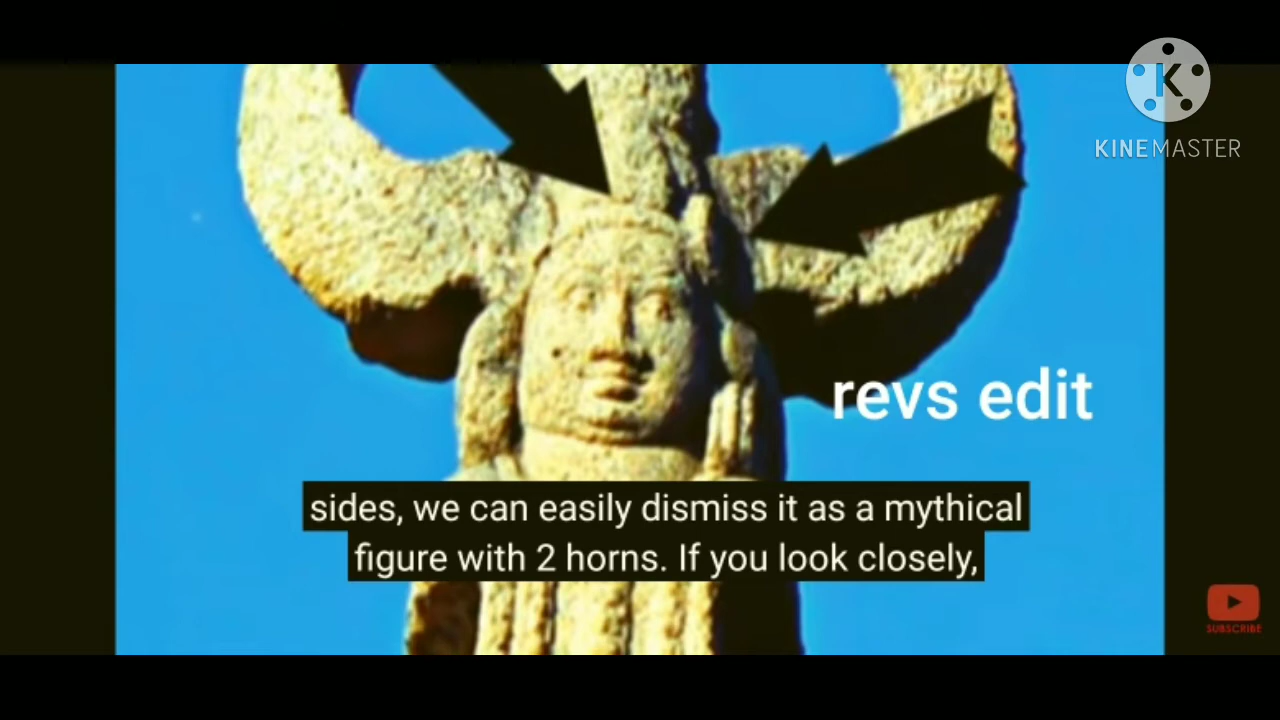 K
KINEMASTER
revs edit
sides, we can easily dismiss it as a mythical
figure with 2 horns. If you look closely,
SUBSCRIBE